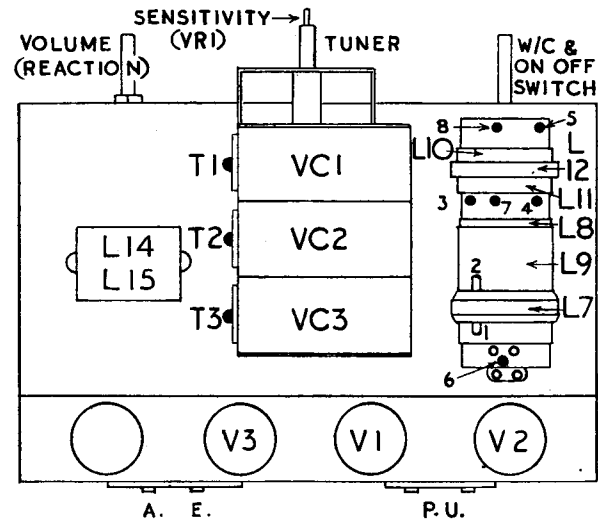 SENSITIVITY
(VR1)
TUNER
VOLUME
(REACTION)
W/C &
ON OFF
SWITCH
8
5
L10
L
12
L11
T1
VC1
3
7
4
L8
T2
VC2
L14
L15
L9
2
T3
VC3
L7
1
6
V3
V1
V2
A. E.
P.U.